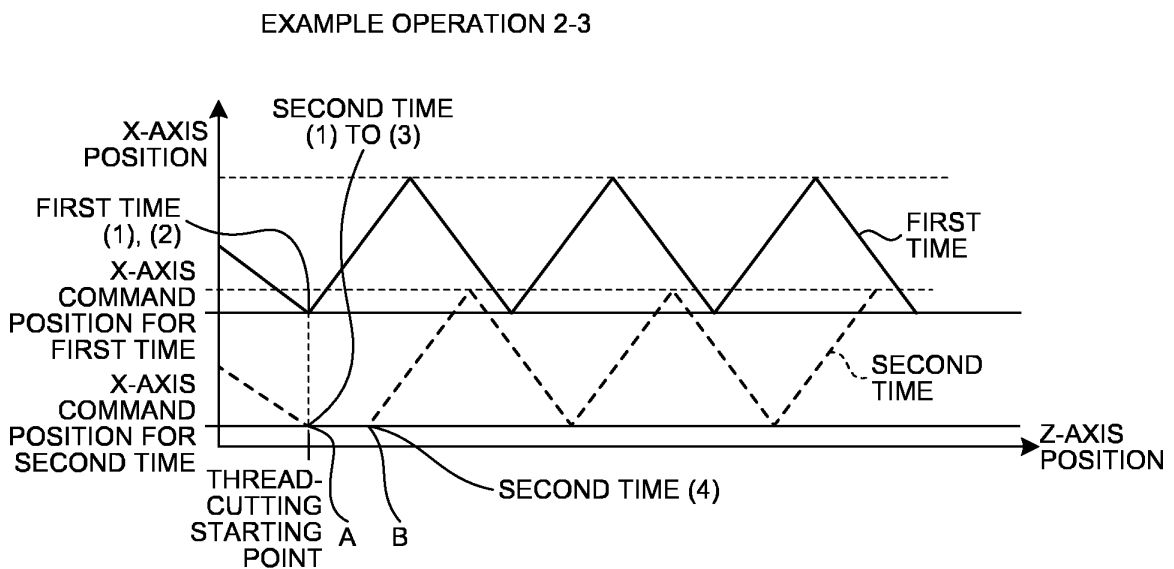 EXAMPLE OPERATION 2-3
X-AXIS
POSITION
SECOND TIME
(1) TO (3)
FIRST TIME
(1), (2)
FIRST
TIME
X-AXIS
COMMAND
POSITION FOR
FIRST TIME
SECOND
TIME
X-AXIS
COMMAND
POSITION FOR
SECOND TIME
Z-AXIS
POSITION
THREAD-
CUTTING
STARTING
POINT
A
B
SECOND TIME (4)